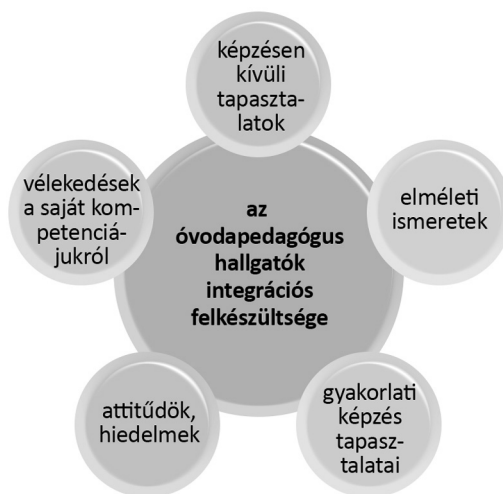 képzésen
kívüli
tapaszta-
latok
elméleti
ismeretek
gyakorlati
képzés
tapasz-
talatai
attitűdök,
hiedelmek
vélekedések
a saját kom-
petenciá-
jukról
az
óvodapedagógus
hallgatók
integrációs
felkészültsége